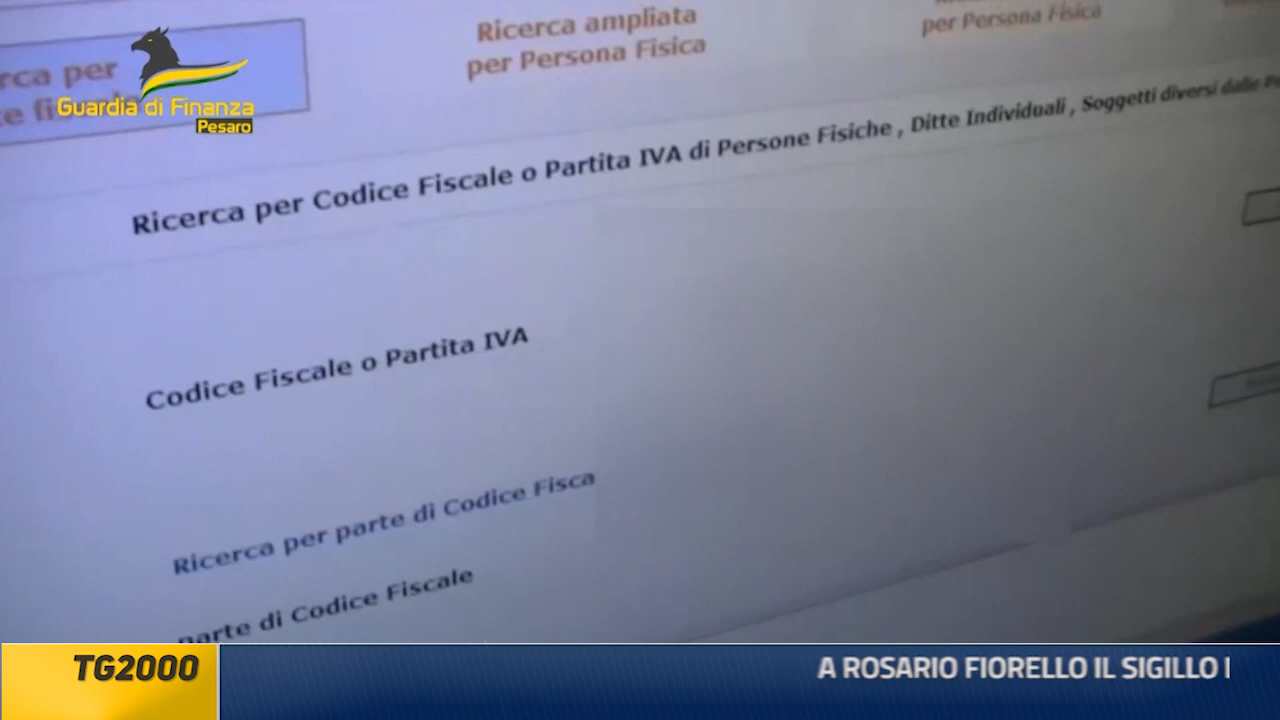 rca per
Ricerca ampliata
per Persona Fisica
per Persona Fisica
Guardia di Finanza
Pesaro
Ricerca per Codice Fiscale o Partita IVA di Persone Fisiche , Ditte Individuali , Soggetti diversi dalle
Codice Fiscale o Partita IVA
Ricerca per parte di Codice Fisca
parte di Codice Fiscale
TG2000
A ROSARIO FIORELLO IL SIGILLO